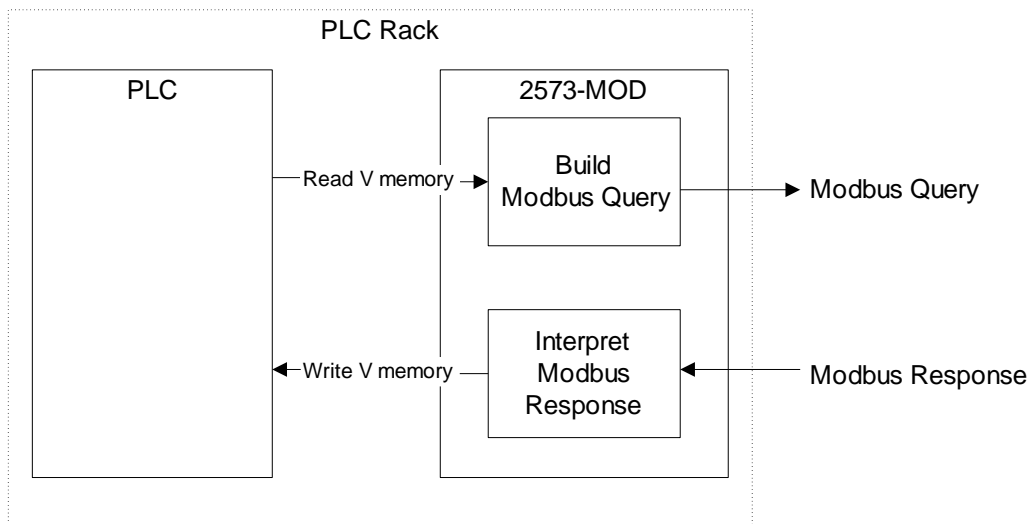 PLC Rack
PLC
2573-MOD
Build
Modbus Query
Read V memory
Modbus Query
Interpret
Modbus
Response
Write V memory
Modbus Response